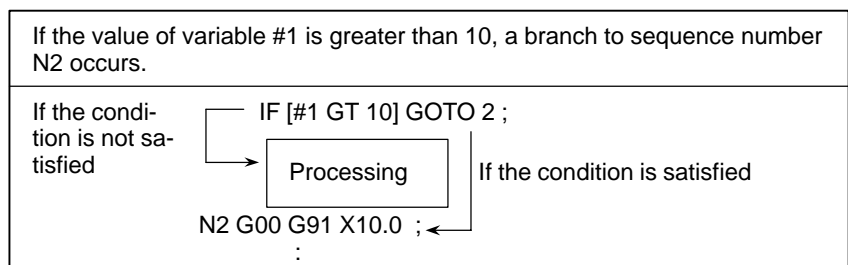 If the value of variable #1 is greater than 10, a branch to sequence number
N2 occurs.
If the condi-
tion is not sa-
tisfied
IF [#1 GT 10] GOTO 2 ;
Processing
If the condition is satisfied
N2 G00 G91 X10.0 ;
: